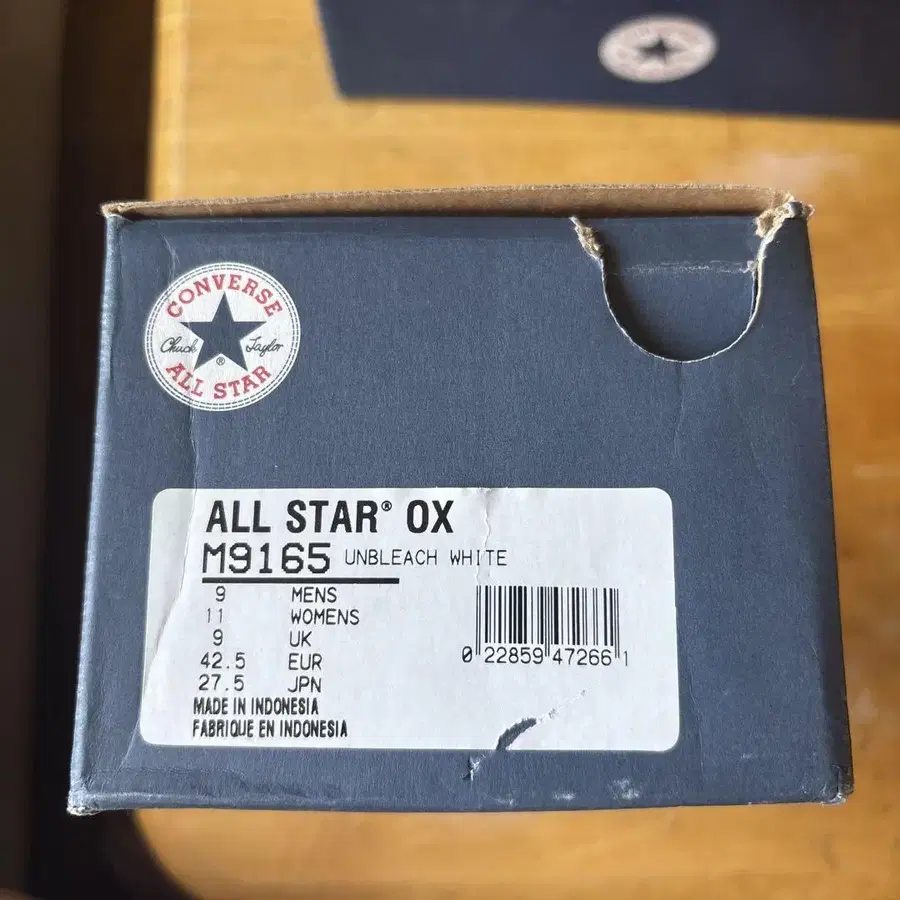 CONVERSE
Chuck Taylor
®
ALL STAR
ALL STAR® OX
M9165 UNBLEACH WHITE
9 MENS
11 WOMENS
9 UK
42.5 EUR
27.5 JPN
MADE IN INDONESIA
FABRIQUE EN INDONESIA
0 22859 47266 1